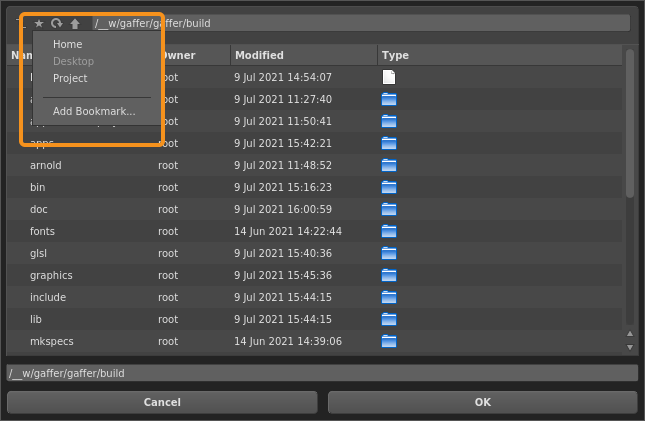 /__w/gaffer/gaffer/build
Owner Modified Type
Home
Desktop
Project
Add Bookmark...
root 9 Jul 2021 14:54:07
root 9 Jul 2021 11:27:40
root 9 Jul 2021 11:50:41
apps root 9 Jul 2021 15:42:21
arnold root 9 Jul 2021 11:48:52
bin root 9 Jul 2021 15:16:23
doc root 9 Jul 2021 16:00:59
fonts root 14 Jun 2021 14:22:44
glsl root 9 Jul 2021 15:40:36
graphics root 9 Jul 2021 15:45:36
include root 9 Jul 2021 15:44:15
lib root 9 Jul 2021 15:44:15
mkspecs root 14 Jun 2021 14:39:06
/__w/gaffer/gaffer/build
Cancel OK